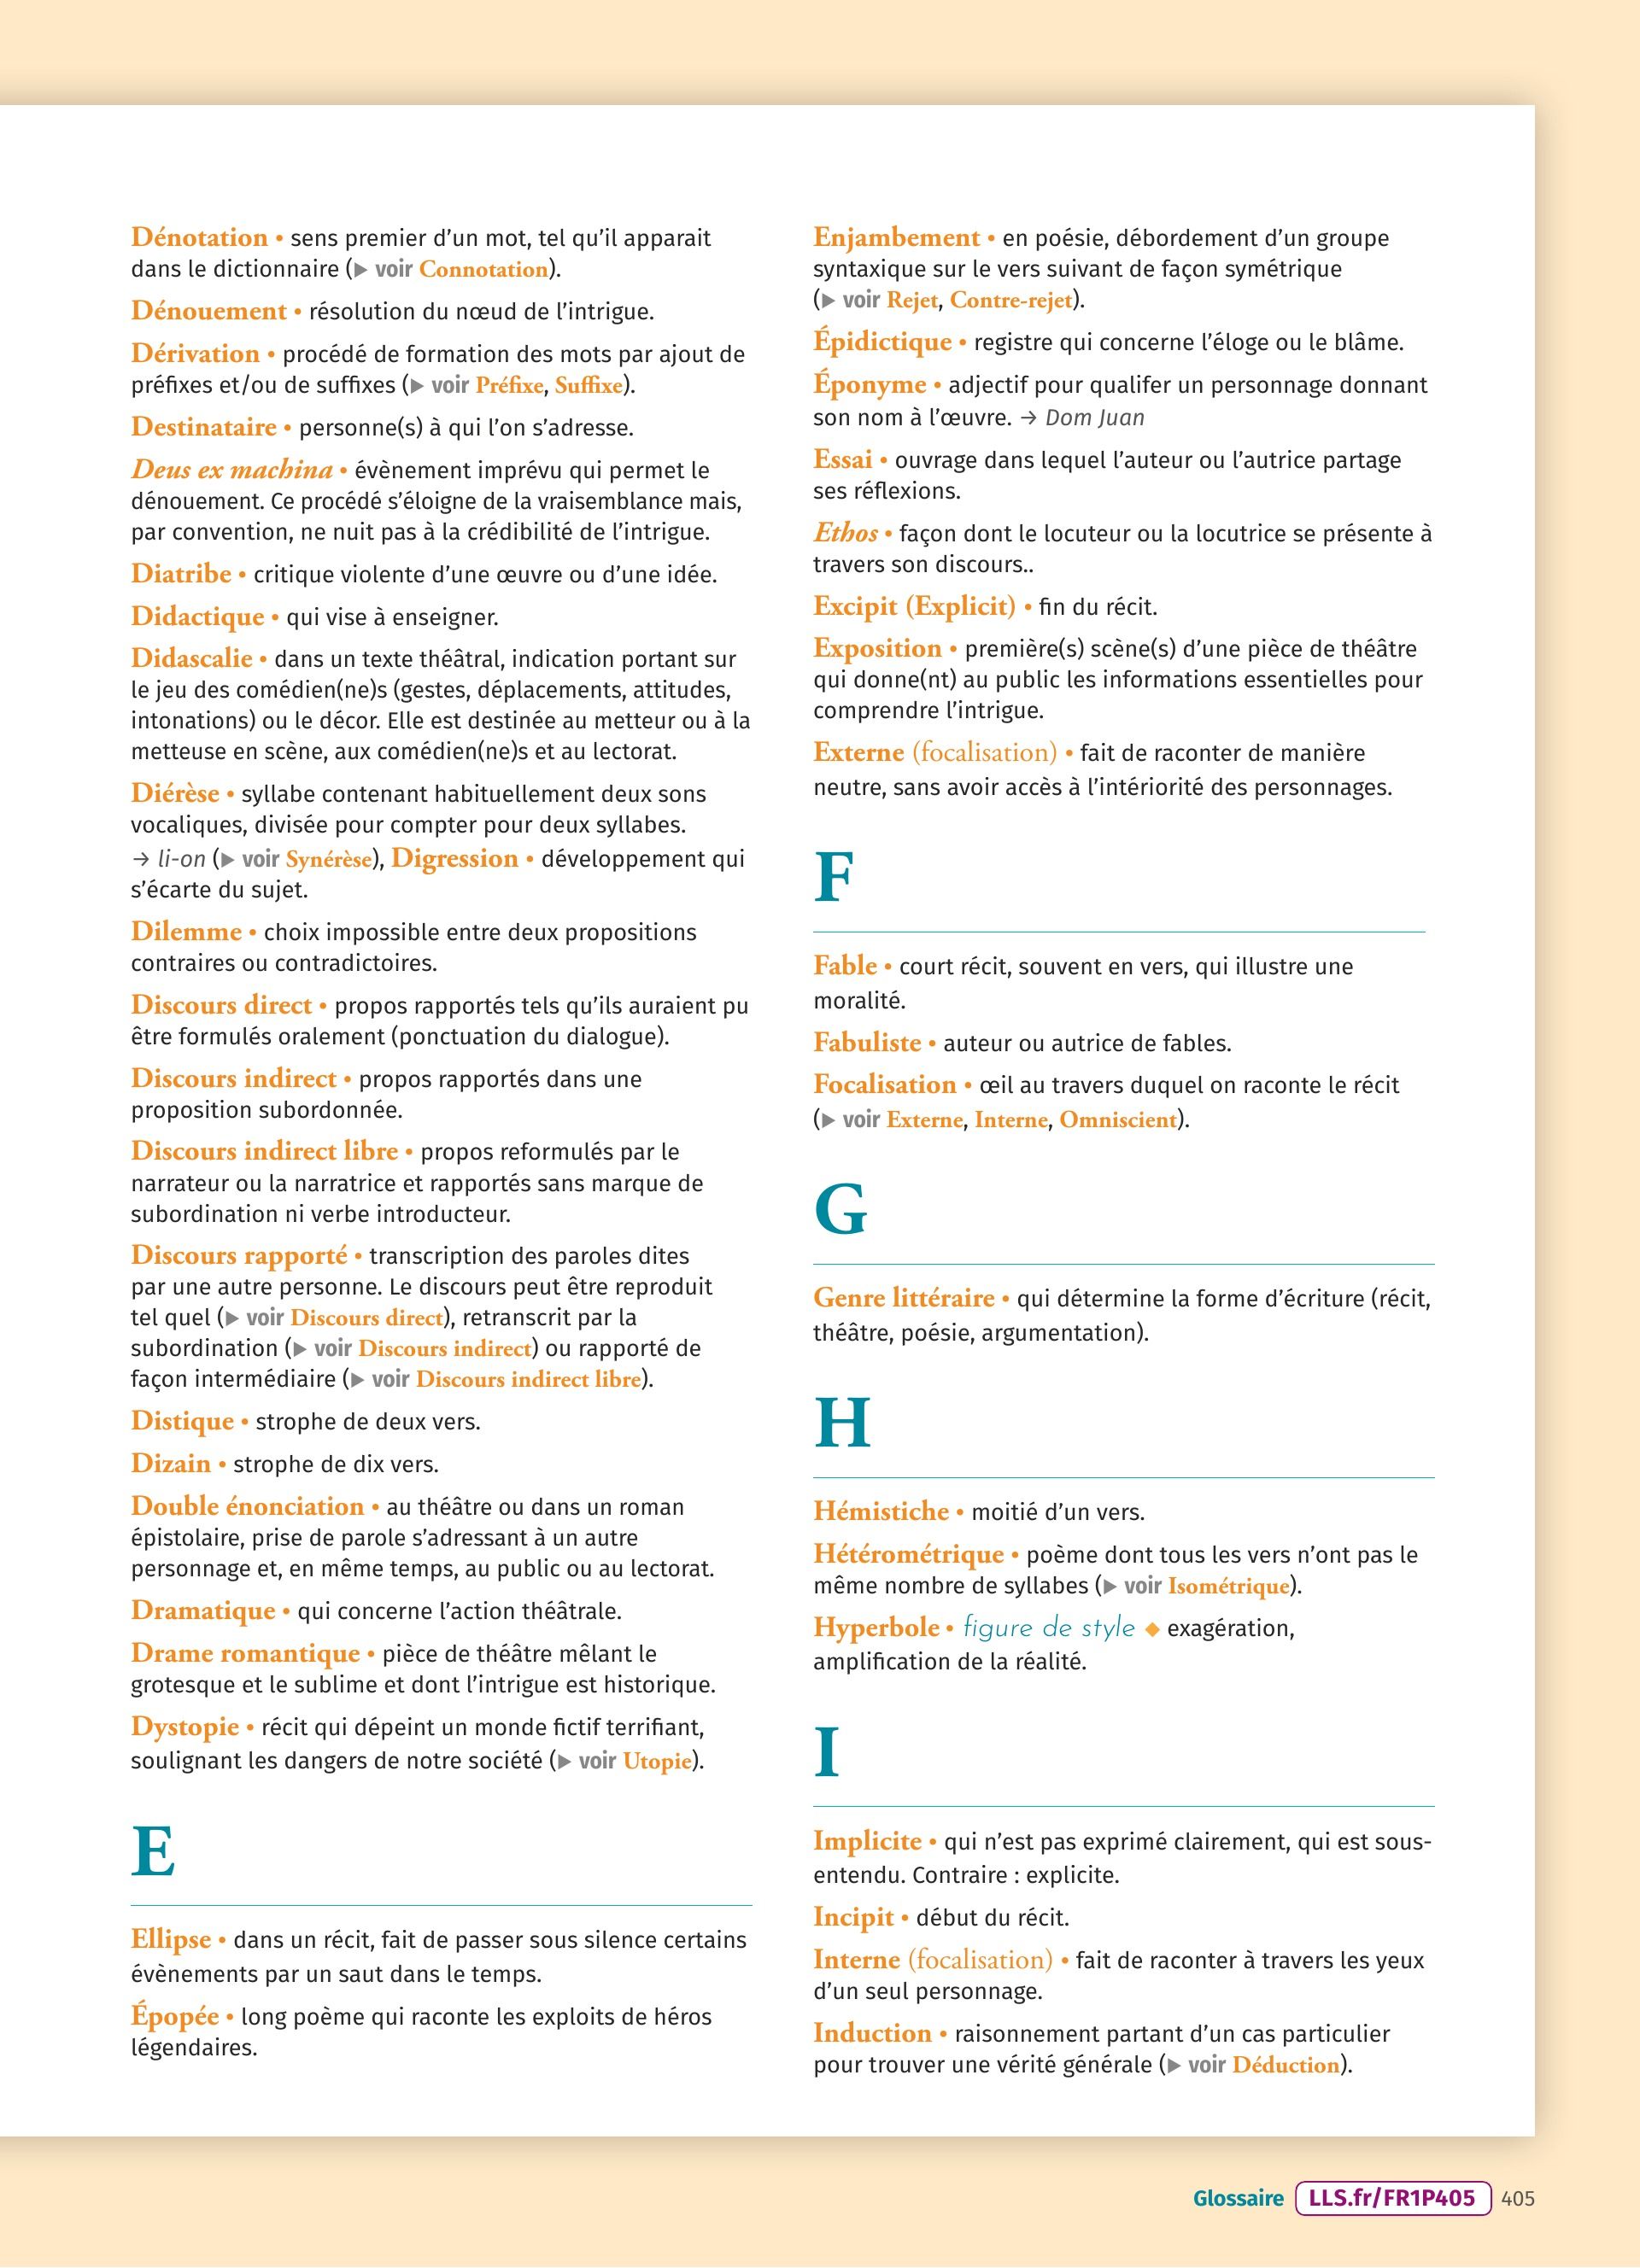 Dénotation • sens premier d’un mot, tel qu’il apparait
dans le dictionnaire (▶ voir Connotation).
Dénouement • résolution du nœud de l’intrigue.
Dérivation • procédé de formation des mots par ajout de
préfixes et/ou de suffixes (▶ voir Préfixe, Suffixe).
Destinataire • personne(s) à qui l’on s’adresse.
Deus ex machina • évènement imprévu qui permet le
dénouement. Ce procédé s’éloigne de la vraisemblance mais,
par convention, ne nuit pas à la crédibilité de l’intrigue.
Diatribe • critique violente d’une œuvre ou d’une idée.
Didactique • qui vise à enseigner.
Didascalie • dans un texte théâtral, indication portant sur
le jeu des comédien(ne)s (gestes, déplacements, attitudes,
intonations) ou le décor. Elle est destinée au metteur ou à la
metteuse en scène, aux comédien(ne)s et au lectorat.
Diérèse • syllabe contenant habituellement deux sons
vocaliques, divisée pour compter pour deux syllabes.
→ li-on (▶ voir Synérèse), Digression • développement qui
s’écarte du sujet.
Dilemme • choix impossible entre deux propositions
contraires ou contradictoires.
Discours direct • propos rapportés tels qu’ils auraient pu
être formulés oralement (ponctuation du dialogue).
Discours indirect • propos rapportés dans une
proposition subordonnée.
Discours indirect libre • propos reformulés par le
narrateur ou la narratrice et rapportés sans marque de
subordination ni verbe introducteur.
Discours rapporté • transcription des paroles dites
par une autre personne. Le discours peut être reproduit
tel quel (▶ voir Discours direct), retranscrit par la
subordination (▶ voir Discours indirect) ou rapporté de
façon intermédiaire (▶ voir Discours indirect libre).
Distique • strophe de deux vers.
Dizain • strophe de dix vers.
Double énonciation • au théâtre ou dans un roman
épistolaire, prise de parole s’adressant à un autre
personnage et, en même temps, au public ou au lectorat.
Dramatique • qui concerne l’action théâtrale.
Drame romantique • pièce de théâtre mêlant le
grotesque et le sublime et dont l’intrigue est historique.
Dystopie • récit qui dépeint un monde fictif terrifiant,
soulignant les dangers de notre société (▶ voir Utopie).
E
Ellipse • dans un récit, fait de passer sous silence certains
évènements par un saut dans le temps.
Épopée • long poème qui raconte les exploits de héros
légendaires.
Enjambement • en poésie, débordement d’un groupe
syntaxique sur le vers suivant de façon symétrique
(▶ voir Rejet, Contre-rejet).
Épidictique • registre qui concerne l’éloge ou le blâme.
Éponyme • adjectif pour qualifer un personnage donnant
son nom à l’œuvre. → Dom Juan
Essai • ouvrage dans lequel l’auteur ou l’autrice partage
ses réflexions.
Ethos • façon dont le locuteur ou la locutrice se présente à
travers son discours..
Excipit (Explicit) • fin du récit.
Exposition • première(s) scène(s) d’une pièce de théâtre
qui donne(nt) au public les informations essentielles pour
comprendre l’intrigue.
Externe (focalisation) • fait de raconter de manière
neutre, sans avoir accès à l’intériorité des personnages.
F
Fable • court récit, souvent en vers, qui illustre une
moralité.
Fabuliste • auteur ou autrice de fables.
Focalisation • œil au travers duquel on raconte le récit
(▶ voir Externe, Interne, Omniscient).
G
Genre littéraire • qui détermine la forme d’écriture (récit,
théâtre, poésie, argumentation).
H
Hémistiche • moitié d’un vers.
Hétérométrique • poème dont tous les vers n’ont pas le
même nombre de syllabes (▶ voir Isométrique).
Hyperbole • figure de style ◆ exagération,
amplification de la réalité.
I
Implicite • qui n’est pas exprimé clairement, qui est sous-
entendu. Contraire : explicite.
Incipit • début du récit.
Interne (focalisation) • fait de raconter à travers les yeux
d’un seul personnage.
Induction • raisonnement partant d’un cas particulier
pour trouver une vérité générale (▶ voir Déduction).
Glossaire LLS.fr/FR1P405 405